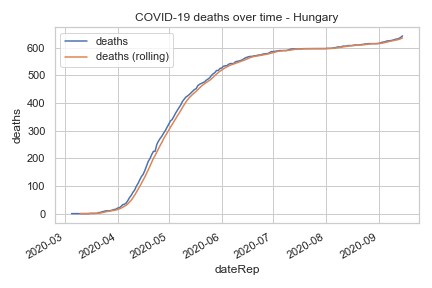 COVID-19 deaths over time - Hungary
deaths
deaths (rolling)
600
500
400
300
200
100
0
deaths
2020-03
2020-04
2020-05
2020-06
2020-07
2020-08
2020-09
dateRep